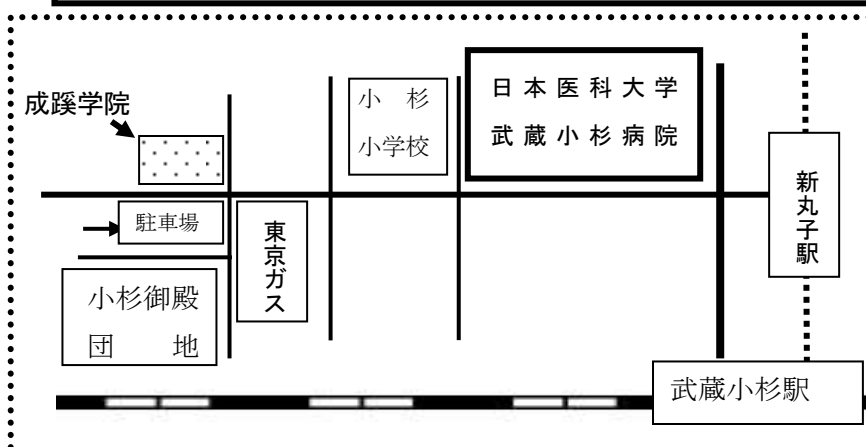 成蹊学院
小 杉
小学校
日本医科大学
武蔵小杉病院
新丸子駅
駐車場
東京ガス
小杉御殿
団 地
武蔵小杉駅